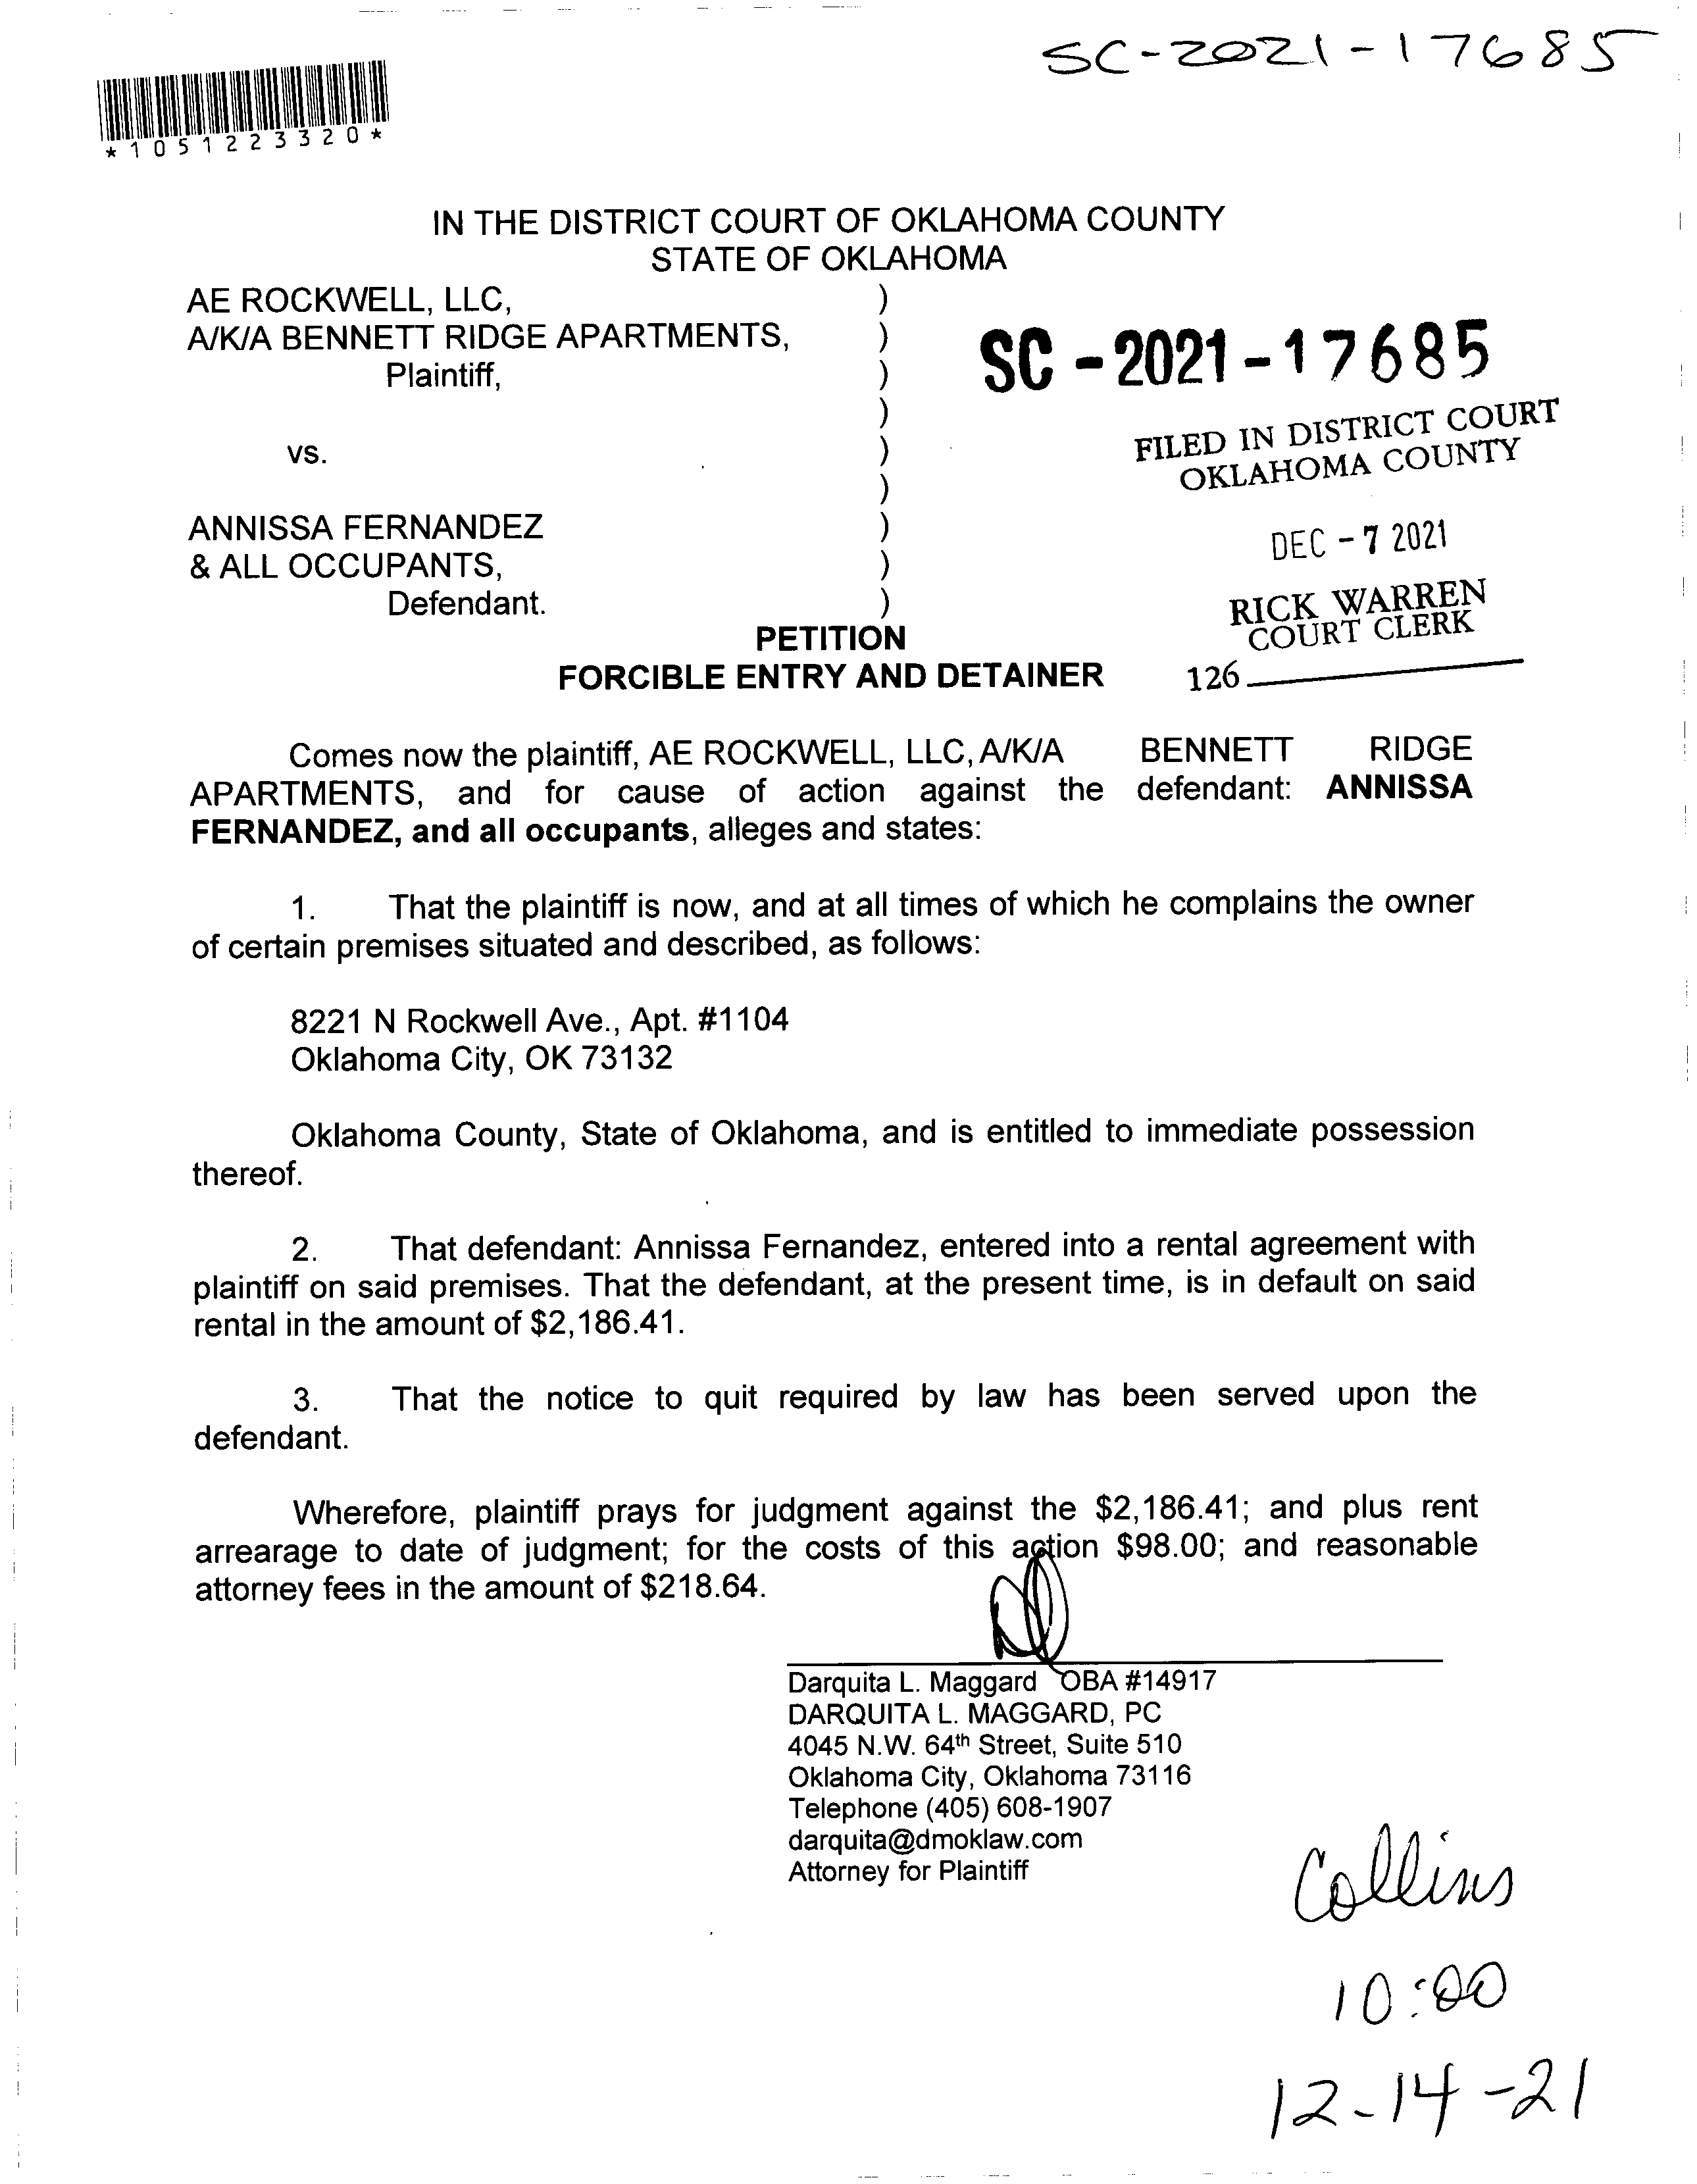 SC-2021-17685
*1051223320*
IN THE DISTRICT COURT OF OKLAHOMA COUNTY
STATE OF OKLAHOMA
AE ROCKWELL, LLC, )
A/K/A BENNETT RIDGE APARTMENTS, )
Plaintiff, )
)
vs. )
)
ANNISSA FERNANDEZ )
& ALL OCCUPANTS, )
Defendant. )
SC-2021-17685
FILED IN DISTRICT COURT
OKLAHOMA COUNTY
DEC - 7 2021
RICK WARREN
COURT CLERK
126
PETITION
FORCIBLE ENTRY AND DETAINER
Comes now the plaintiff, AE ROCKWELL, LLC, A/K/A BENNETT RIDGE
APARTMENTS, and for cause of action against the defendant: ANNISSA
FERNANDEZ, and all occupants, alleges and states:
1. That the plaintiff is now, and at all times of which he complains the owner
of certain premises situated and described, as follows:
8221 N Rockwell Ave., Apt. #1104
Oklahoma City, OK 73132
Oklahoma County, State of Oklahoma, and is entitled to immediate possession
thereof.
2. That defendant: Annissa Fernandez, entered into a rental agreement with
plaintiff on said premises. That the defendant, at the present time, is in default on said
rental in the amount of $2,186.41.
3. That the notice to quit required by law has been served upon the
defendant.
Wherefore, plaintiff prays for judgment against the $2,186.41; and plus rent
arrearage to date of judgment; for the costs of this action $98.00; and reasonable
attorney fees in the amount of $218.64.
Darquita L. Maggard OBA #14917
DARQUITA L. MAGGARD, PC
4045 N.W. 64th Street, Suite 510
Oklahoma City, Oklahoma 73116
Telephone (405) 608-1907
darquita@dmoklaw.com
Attorney for Plaintiff
Collins
10:00
12-14-21